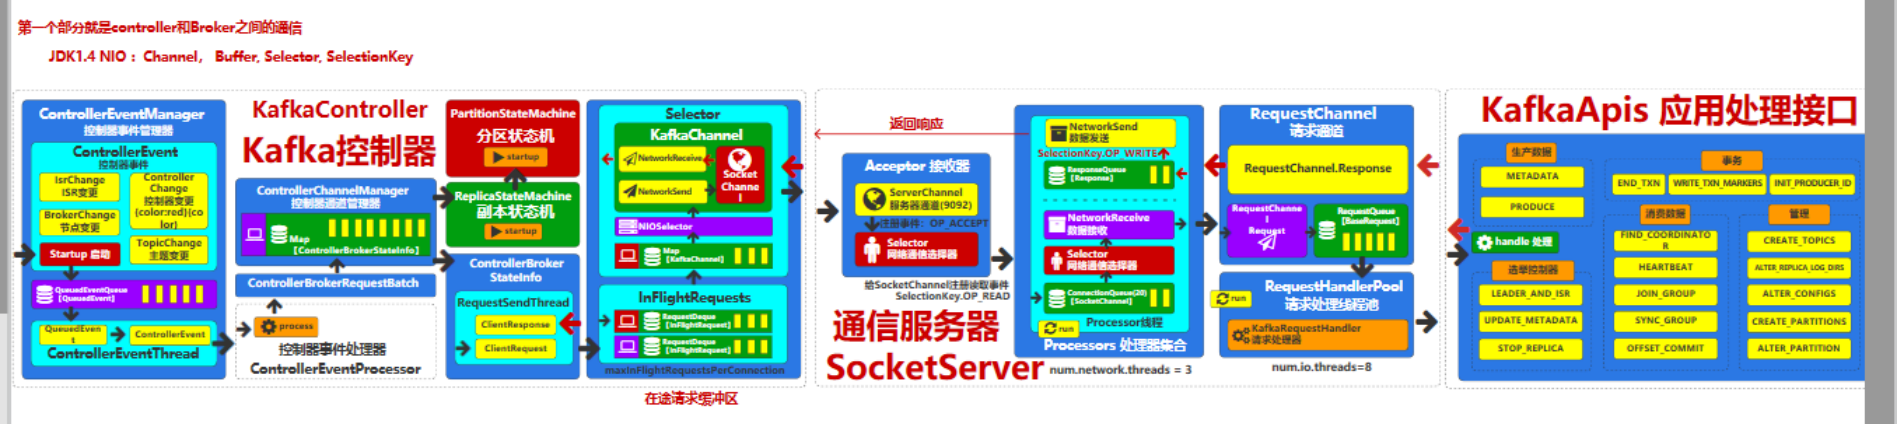 第一个部分就是controller和Broker之间的通信
JDK1.4 NIO： Channel， Buffer, Selector, SelectionKey
ControllerEventManager
控制器事件管理器
ControllerEvent
控制器事件
IsrChange
ISR变更
Controller
Change
控制器变更
(color:red)(co
lor)
BrokerChange
节点变更
Startup 启动
TopicChange
主题变更
QueuedEventQueue
【QueuedEvent】
QueuedEven
t
ControllerEvent
ControllerEventThread
KafkaController
Kafka控制器
ControllerChannelManager
控制器通道管理器
Map
【ControllerBrokerStateInfo】
ControllerBrokerRequestBatch
process
控制器事件处理器
ControllerEventProcessor
PartitionStateMachine
分区状态机
startup
ReplicaStateMachine
副本状态机
startup
ControllerBroker
StateInfo
RequestSendThread
ClientResponse
ClientRequest
Selector
KafkaChannel
NetworkReceive
NetworkSend
Socket
Channe
l
NIOSelector
Map
【KafkaChannel】
InFlightRequests
RequestDeque
【InFlightRequest】
RequestDeque
【InFlightRequest】
maxInFlightRequestsPerConnection
在途请求缓冲区
返回响应
Acceptor 接收器
ServerChannel
服务器通道(9092)
注册事件：OP_ACCEPT
Selector
网络通信选择器
给SocketChannel注册读取事件
SelectionKey.OP_READ
通信服务器
SocketServer
NetworkSend
数据发送
SelectionKey.OP_WRITE
ResponseQueue
【Response】
NetworkReceive
数据接收
Selector
网络通信选择器
ConnectionQueue(20)
【SocketChannel】
run
Processor线程
Processors 处理器集合
num.network.threads = 3
RequestChannel
请求通道
RequestChannel.Response
RequestChanne
l
Request
RequestQueue
【BaseRequest】
run
RequestHandlerPool
请求处理线程池
KafkaRequestHandler
请求处理器
num.io.threads=8
KafkaApis 应用处理接口
handle 处理
生产数据
METADATA
PRODUCE
选举控制器
LEADER_AND_ISR
UPDATE_METADATA
STOP_REPLICA
事务
END_TXN
WRITE_TXN_MARKERS
INIT_PRODUCER_ID
消费数据
FIND_COORDINATO
R
HEARTBEAT
JOIN_GROUP
SYNC_GROUP
OFFSET_COMMIT
管理
CREATE_TOPICS
ALTER_REPLICA_LOG_DIRS
ALTER_CONFIGS
CREATE_PARTITIONS
ALTER_PARTITION